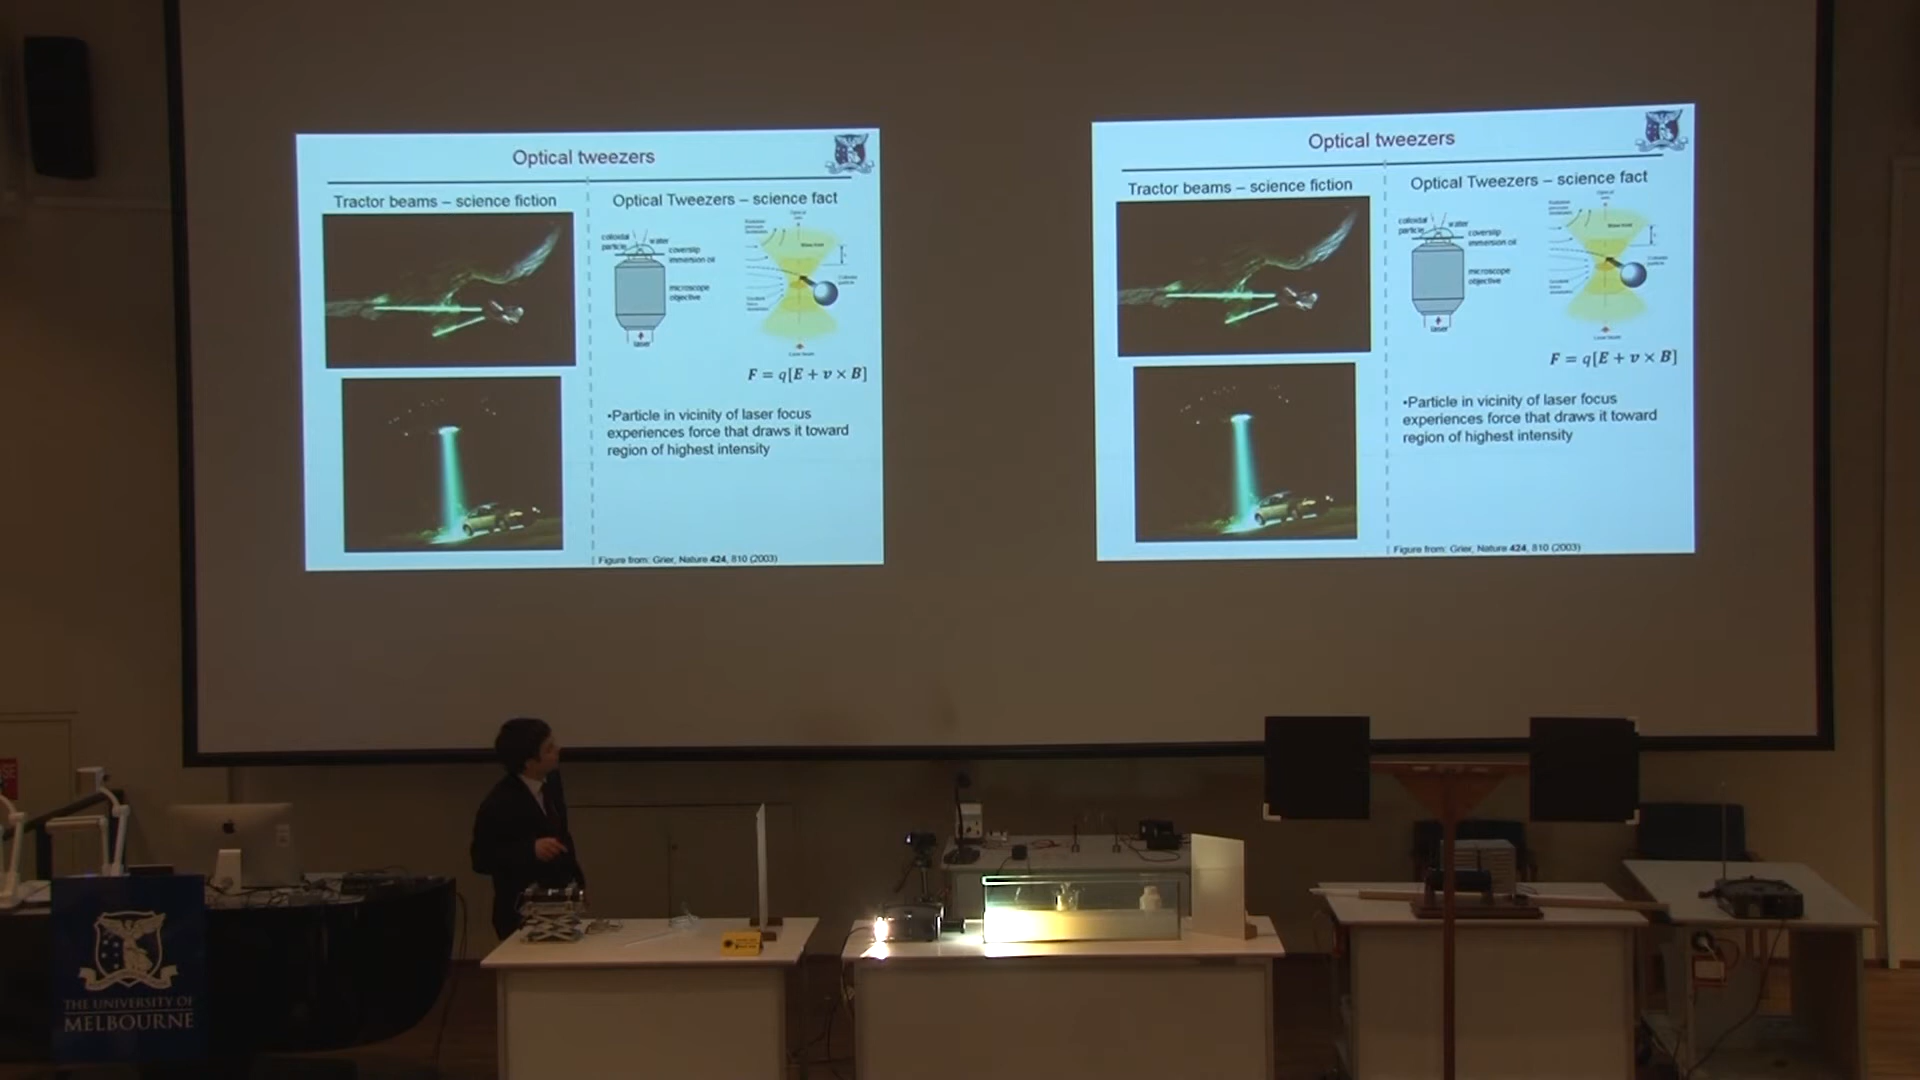 Optical tweezers
Tractor beams – science fiction
Optical Tweezers – science fact
colloidal
particle
water
coverslip
immersion oil
microscope
objective
laser
F = q[E + v × B]
•Particle in vicinity of laser focus
experiences force that draws it toward
region of highest intensity
Figure from: Grier, Nature 424, 810 (2003)
Optical tweezers
Tractor beams – science fiction
Optical Tweezers – science fact
colloidal
particle
water
coverslip
immersion oil
microscope
objective
laser
F = q[E + v × B]
•Particle in vicinity of laser focus
experiences force that draws it toward
region of highest intensity
Figure from: Grier, Nature 424, 810 (2003)
THE UNIVERSITY OF
MELBOURNE